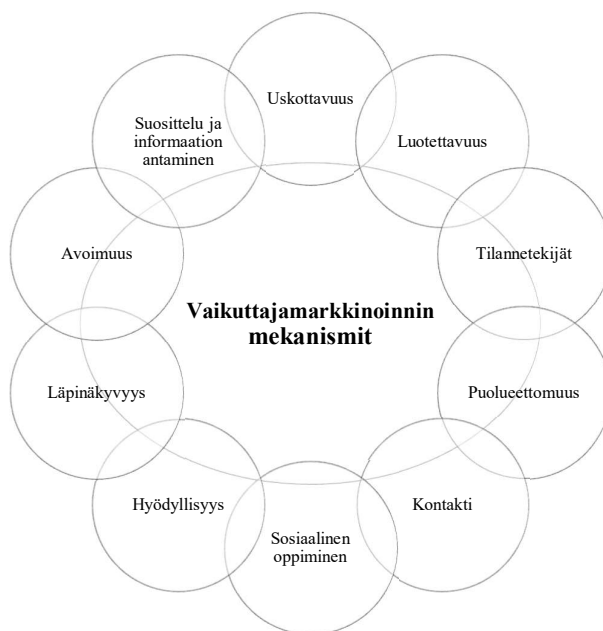 Uskottavuus
Luotettavuus
Tilannetekijät
Puolueettomuus
Kontakti
Sosiaalinen
oppiminen
Hyödyllisyys
Läpinäkyvyys
Avoimuus
Suosittelu ja
informaation
antaminen
Vaikuttajamarkkinoinnin
mekanismit